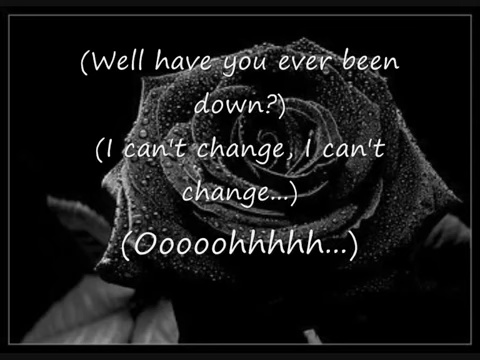 (Well have you ever been
down?)
(I can't change, I can't
change...)
(Ooooohhhhh...)